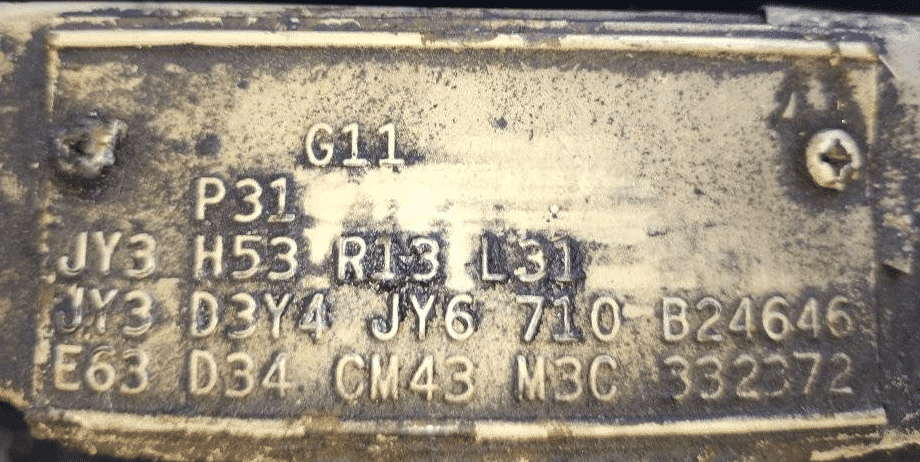 G11
P31
JY3 H53 R13 L31
JY3 D3Y4 JY6 710 B24646
E63 D34 CM43 M3C 332372